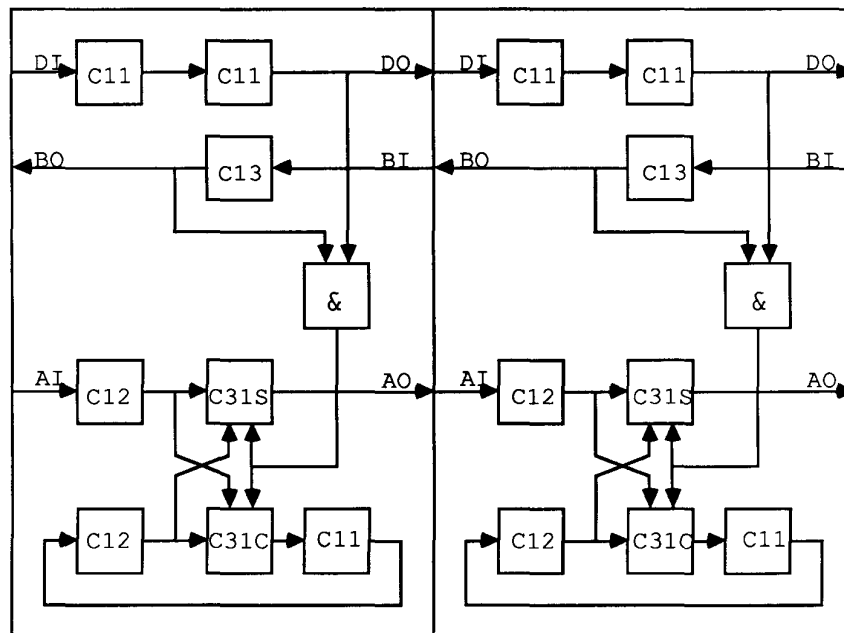 DI C11 C11 DO DI C11 C11 DO
BO C13 BI BO C13 BI
& &
AI C12 C31S AO AI C12 C31S AO
C12 C31C C11 C12 C31C C11